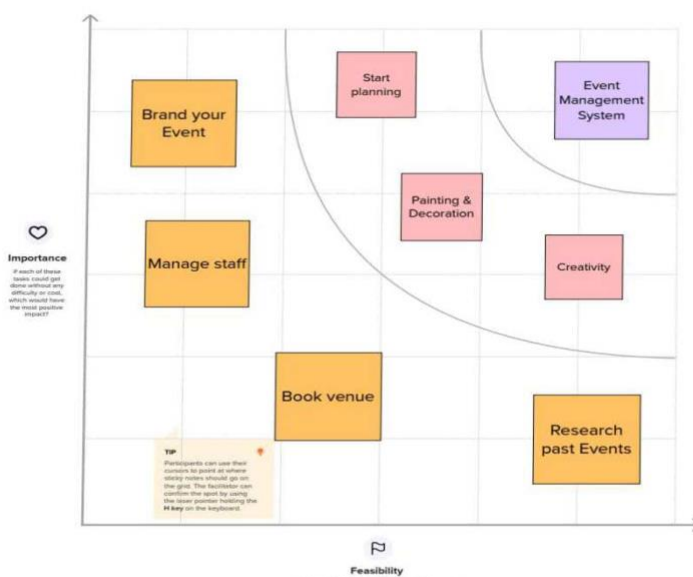 Start
planning
Event
Management
System
Brand your
Event
Painting &
Decoration
Manage staff
Creativity
Importance
If each of these
tasks could get
done without any
difficulty or cost,
which would have
the most positive
impact?
Book venue
Research
past Events
TIP
Participants can use their
cursors to point at where
sticky notes should go on
the grid. The facilitator can
confirm the spot by using
the laser pointer holding the
H key on the keyboard.
Feasibility